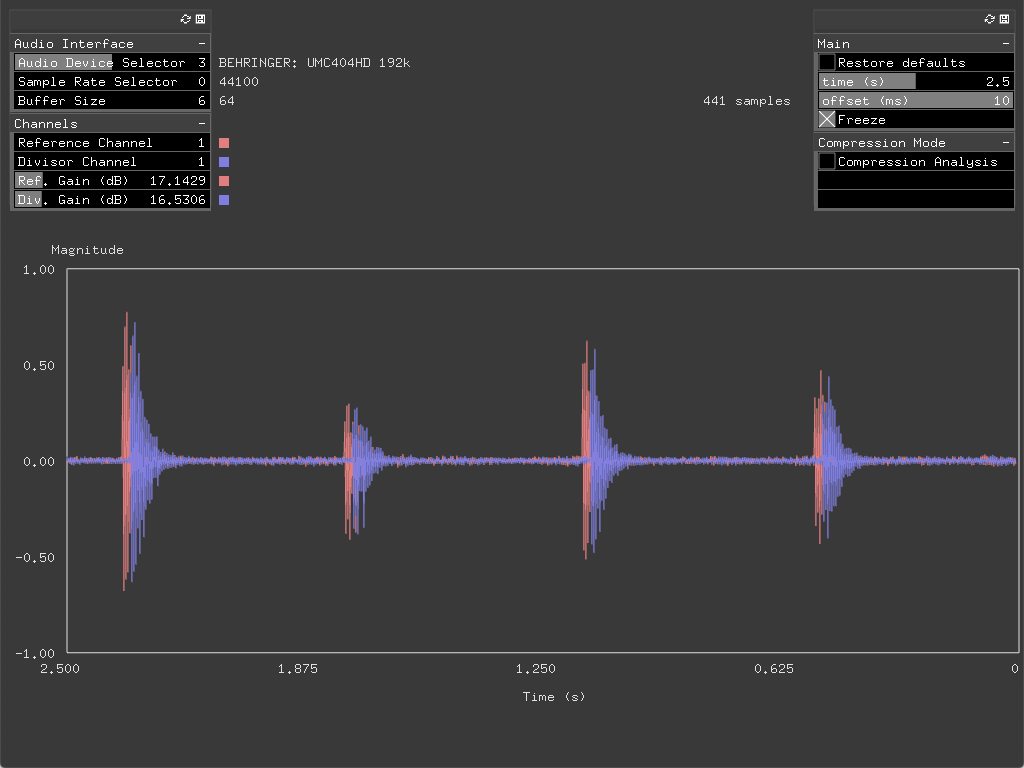 Audio Interface -
Audio Device Selector 3 BEHRINGER: UMC404HD 192k
Sample Rate Selector 0 44100
Buffer Size 6 64
Channels -
Reference Channel 1
Divisor Channel 1
Ref. Gain (dB) 17.1429
Div. Gain (dB) 16.5306
441 samples
Main -
Restore defaults
time (s) 2.5
offset (ms) 10
Freeze
Compression Mode -
Compression Analysis
Magnitude
1.00
0.50
0.00
-0.50
-1.00
2.500 1.875 1.250 0.625 0
Time (s)